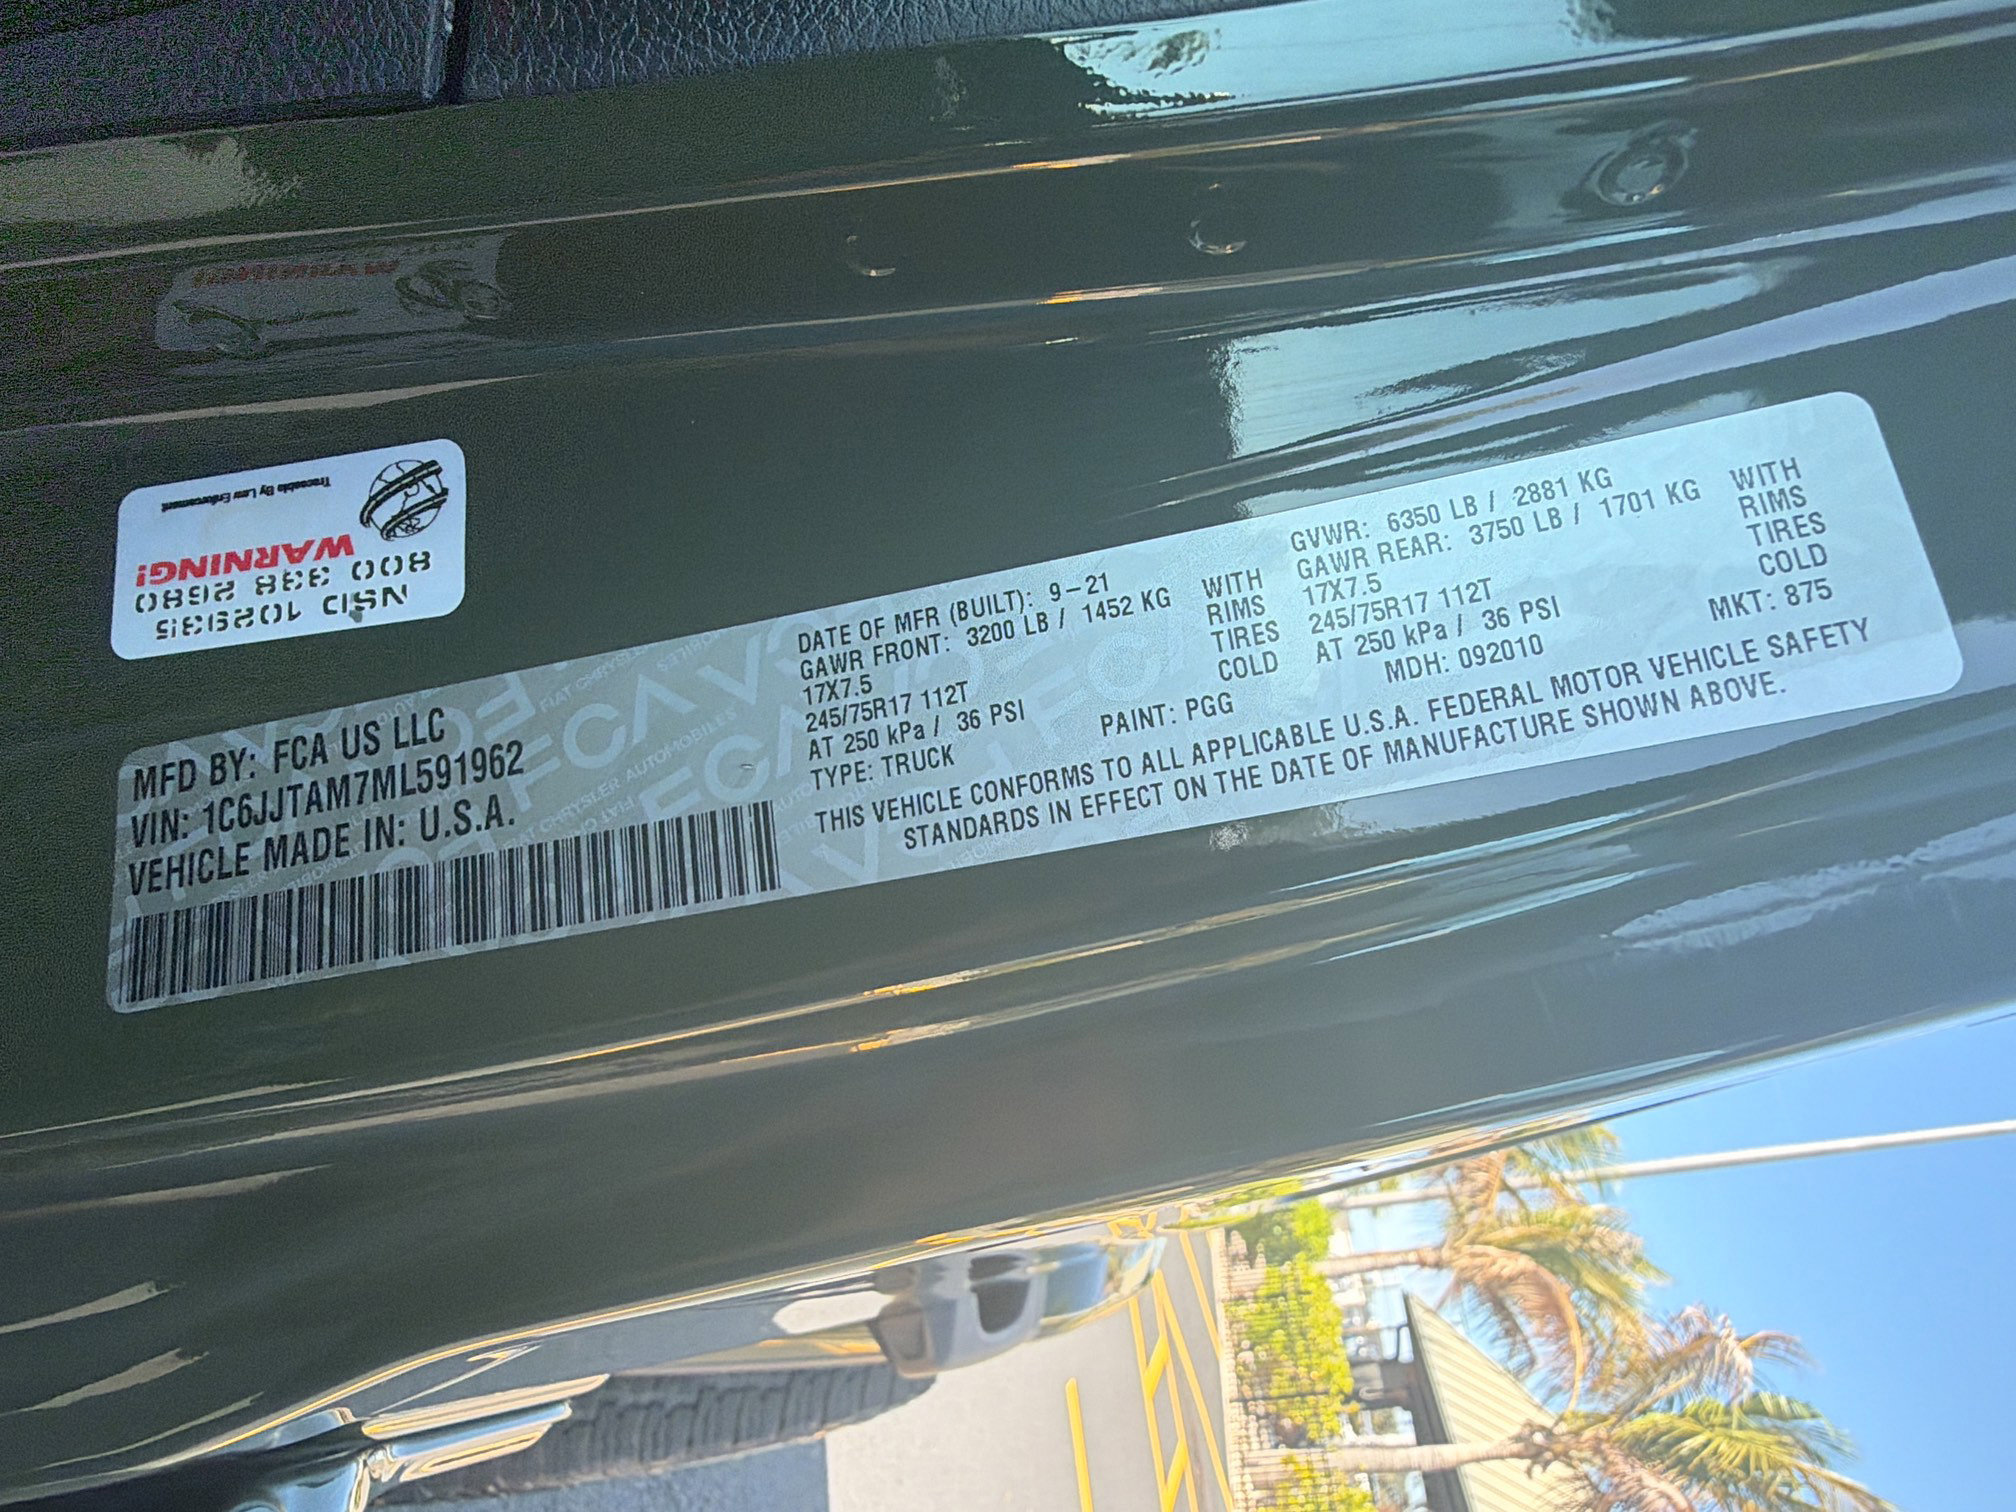 Traceable By Law Enforcement
WARNING!
800 338 2680
NSID 1029315
MFD BY: FCA US LLC
VIN: 1C6JJTAM7ML591962
VEHICLE MADE IN: U.S.A.
DATE OF MFR (BUILT): 9-21 GVWR: 6350 LB / 2881 KG
GAWR FRONT: 3200 LB / 1452 KG WITH GAWR REAR: 3750 LB / 1701 KG WITH
17X7.5 RIMS 17X7.5 RIMS
245/75R17 112T TIRES 245/75R17 112T TIRES
AT 250 kPa / 36 PSI COLD AT 250 kPa / 36 PSI COLD
TYPE: TRUCK PAINT: PGG MDH: 092010 MKT: 875
THIS VEHICLE CONFORMS TO ALL APPLICABLE U.S.A. FEDERAL MOTOR VEHICLE SAFETY
STANDARDS IN EFFECT ON THE DATE OF MANUFACTURE SHOWN ABOVE.